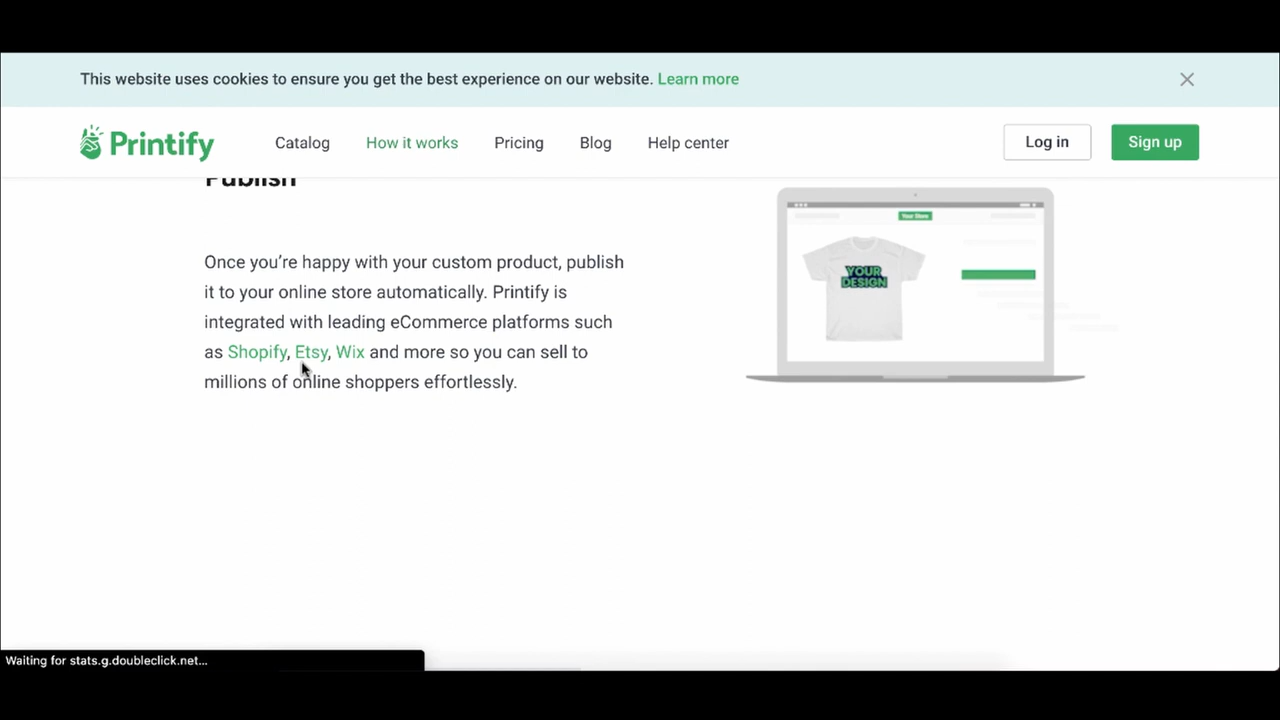 This website uses cookies to ensure you get the best experience on our website. Learn more
Printify
Catalog
How it works
Pricing
Blog
Help center
Log in
Sign up
Publish
Once you’re happy with your custom product, publish
it to your online store automatically. Printify is
integrated with leading eCommerce platforms such
as Shopify, Etsy, Wix and more so you can sell to
millions of online shoppers effortlessly.
Your Store
YOUR
DESIGN
Waiting for stats.g.doubleclick.net...